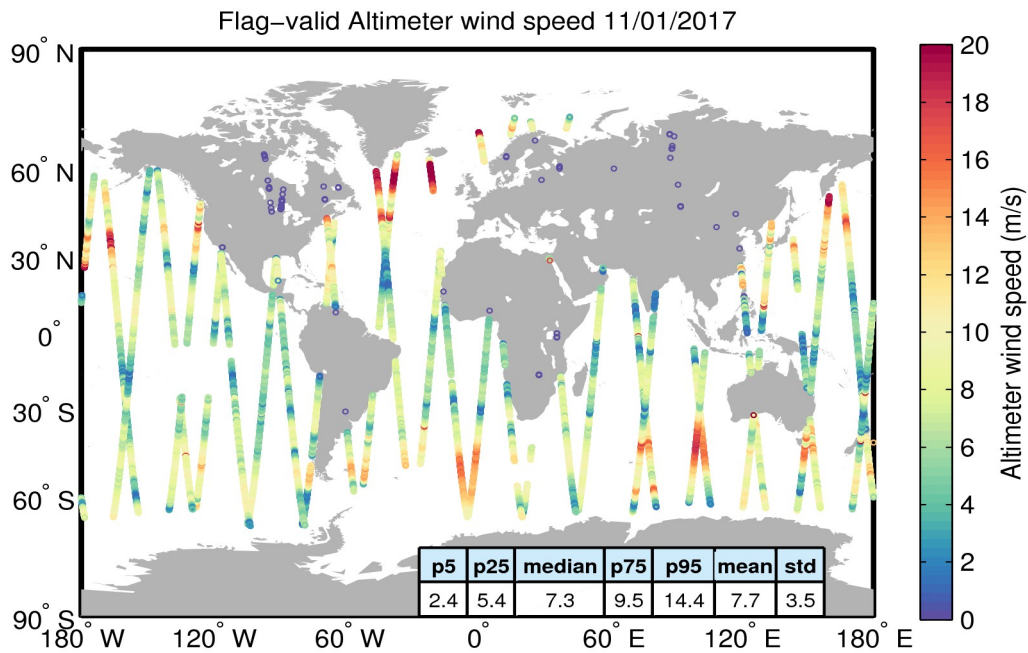 Flag−valid Altimeter wind speed 11/01/2017
90° N
60° N
30° N
0°
30° S
60° S
90° S
180° W
120° W
60° W
0°
60° E
120° E
180° E
p5 p25 median p75 p95 mean std
2.4 5.4 7.3 9.5 14.4 7.7 3.5
20
18
16
14
12
10
8
6
4
2
0
Altimeter wind speed (m/s)